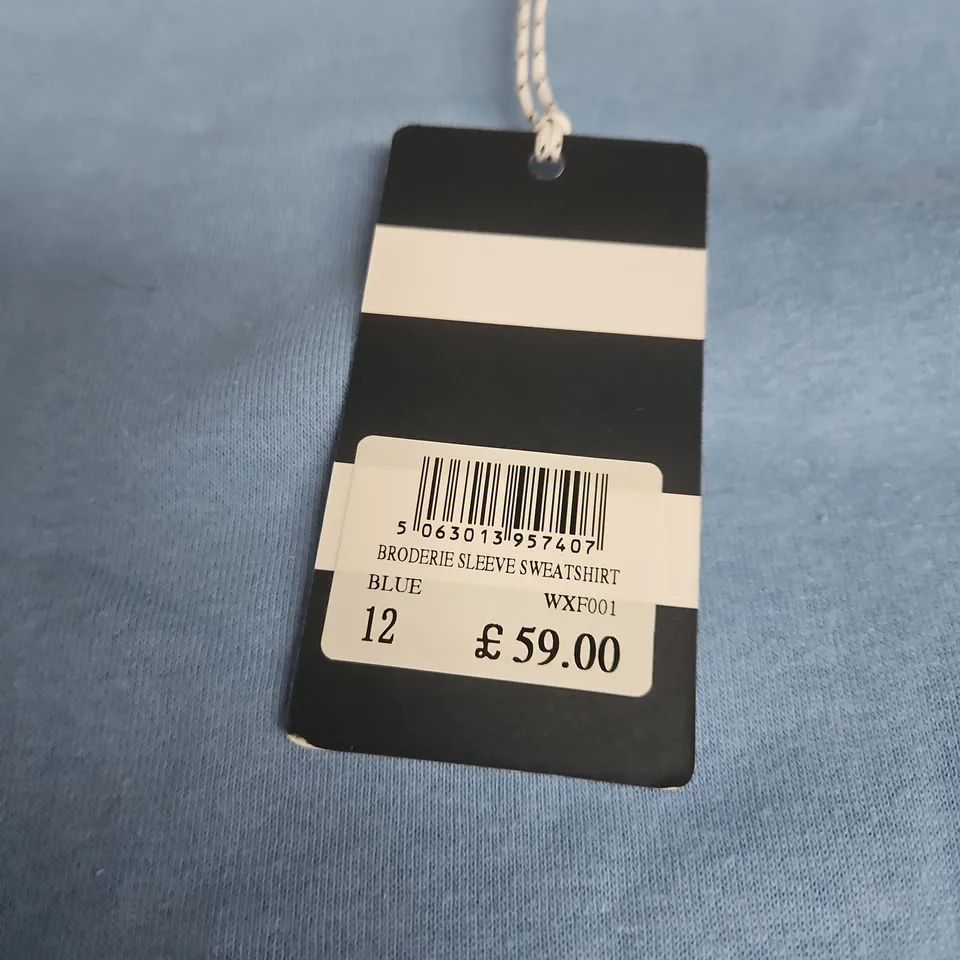 5 063013 957407
BRODERIE SLEEVE SWEATSHIRT
BLUE WXF001
12 £ 59.00